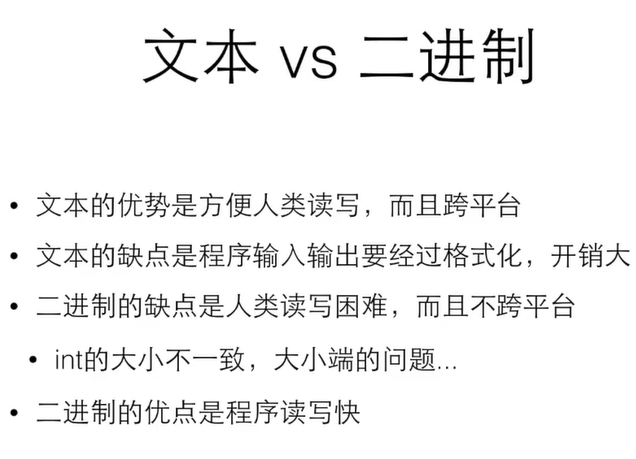 文本 vs 二进制
• 文本的优势是方便人类读写，而且跨平台
• 文本的缺点是程序输入输出要经过格式化，开销大
• 二进制的缺点是人类读写困难，而且不跨平台
• int的大小不一致，大小端的问题...
• 二进制的优点是程序读写快